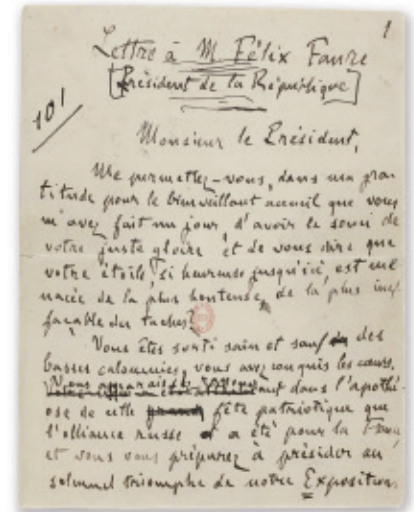 1
Lettre à M. Félix Faure
[Président de la République]
101
Monsieur le Président,
Me permettez-vous, dans ma gra
titude pour le bienveillant accueil que vous
m'avez fait un jour, d'avoir le souci de
votre juste gloire et de vous dire que
votre étoile, si heureuse jusqu'ici, est me
nacée de la plus honteuse, de la plus inef
façable des taches?
Vous êtes sorti sain et sauf des
basses calomnies, vous avez conquis les cœurs.
Vous apparaissez dans l'apothé
ose de cette fête patriotique que
l'alliance russe a été pour la France
et vous vous préparez à présider au
solennel triomphe de notre Exposition